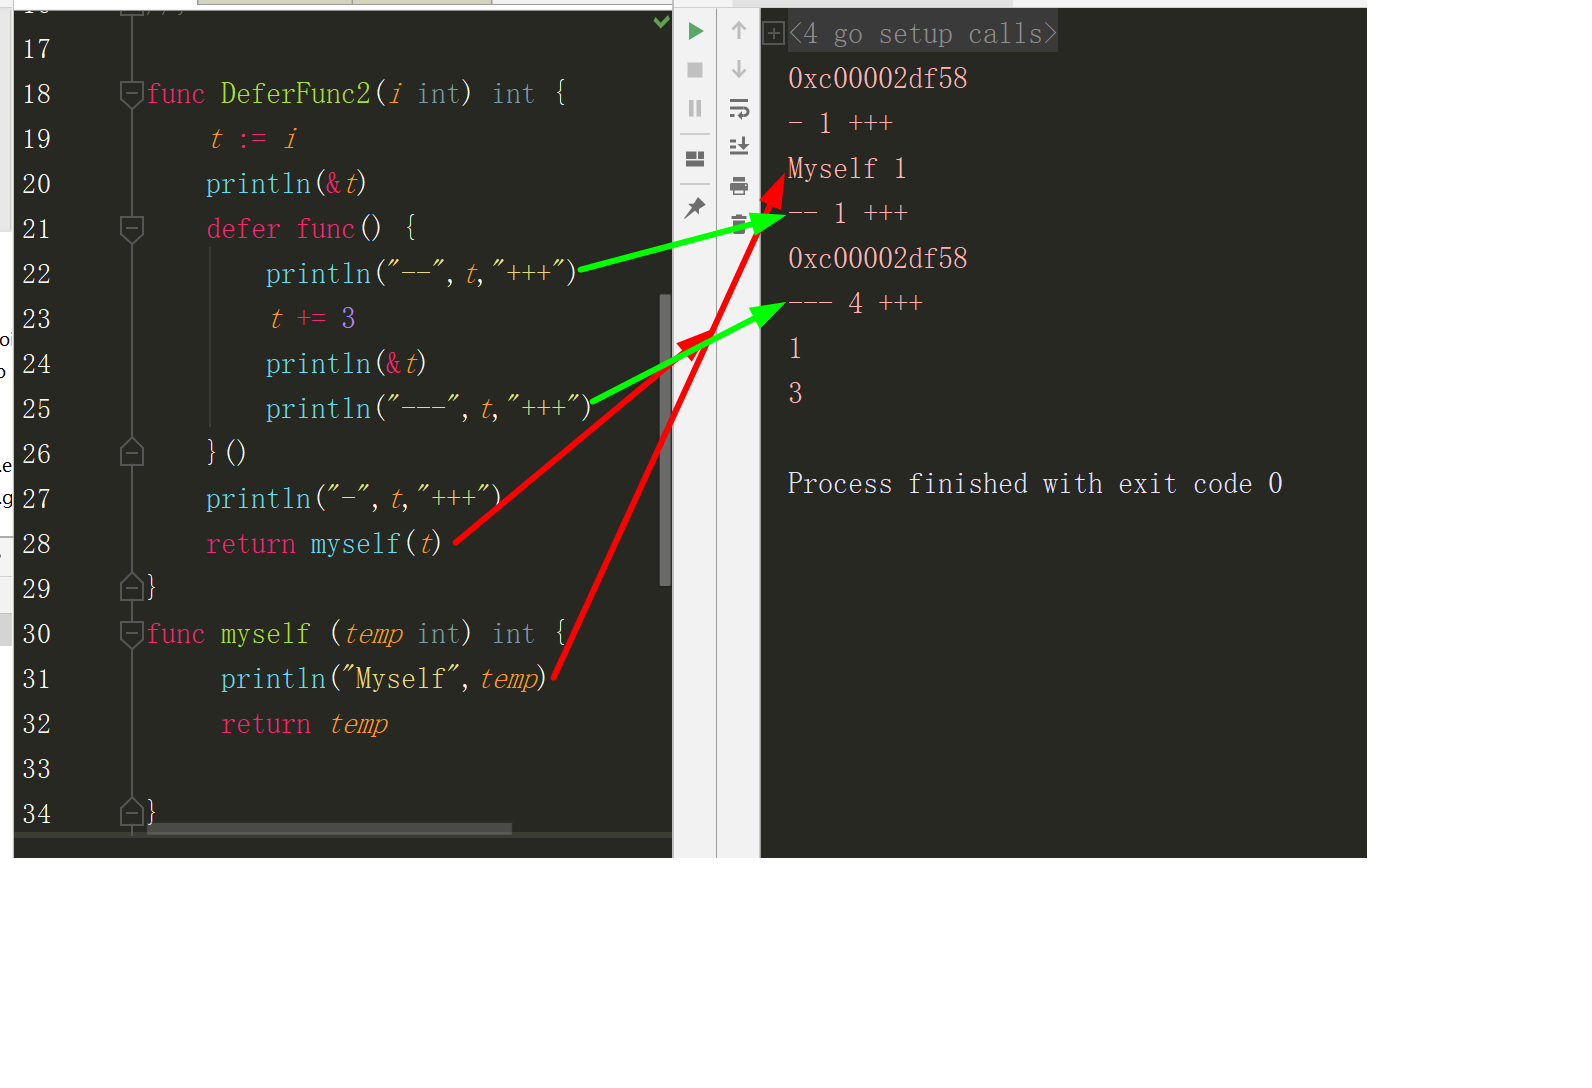 17
18 func DeferFunc2(i int) int {
19 t := i
20 println(&t)
21 defer func() {
22 println("--",t,"+++")
23 t += 3
24 println(&t)
25 println("---",t,"+++")
26 }()
27 println("-",t,"+++")
28 return myself(t)
29 }
30 func myself (temp int) int {
31 println("Myself",temp)
32 return temp
33
34 }
<4 go setup calls>
0xc00002df58
- 1 +++
Myself 1
-- 1 +++
0xc00002df58
--- 4 +++
1
3
Process finished with exit code 0